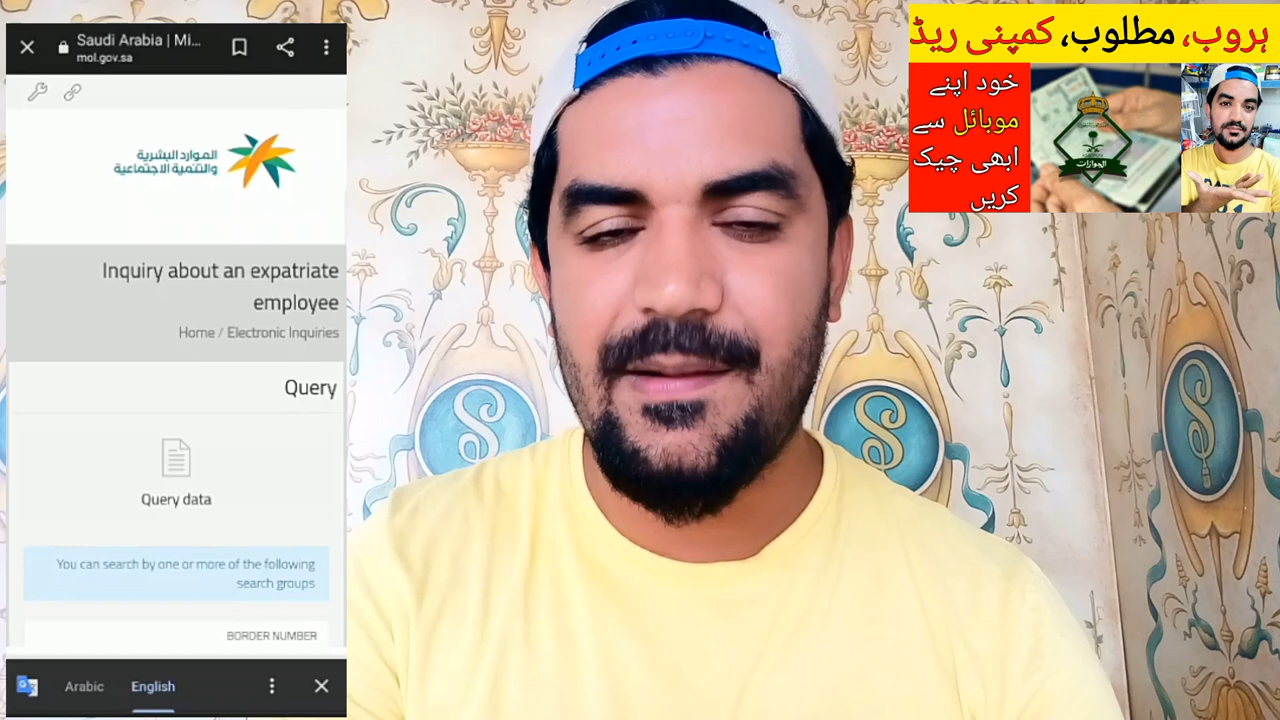 Saudi Arabia | Mi...
mol.gov.sa
الموارد البشرية
والتنمية الاجتماعية
Inquiry about an expatriate
employee
Home / Electronic Inquiries
Query
Query data
You can search by one or more of the following
search groups
BORDER NUMBER
Arabic
English
ہروب، مطلوب، کمپنی ریڈ
خود اپنے
موبائل سے
ابھی چیک
کریں
الجوازات